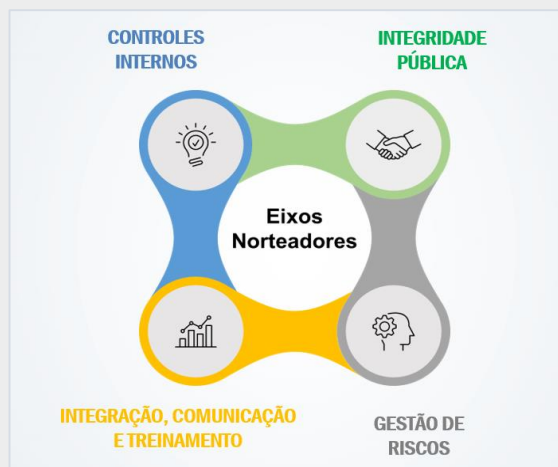 CONTROLES
INTERNOS
INTEGRIDADE
PÚBLICA
Eixos
Norteadores
INTEGRAÇÃO, COMUNICAÇÃO
E TREINAMENTO
GESTÃO DE
RISCOS